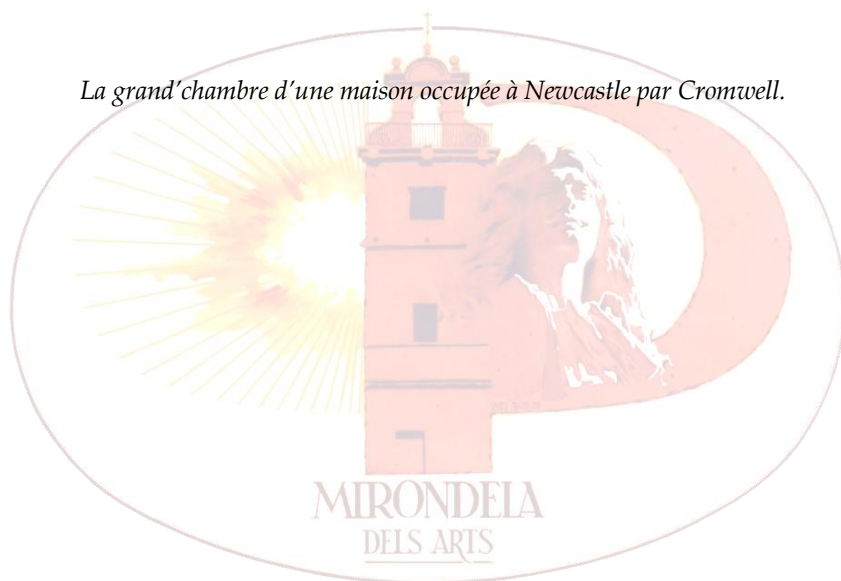 La grand’chambre d’une maison occupée à Newcastle par Cromwell.
MIRONDELA
DELS ARTS